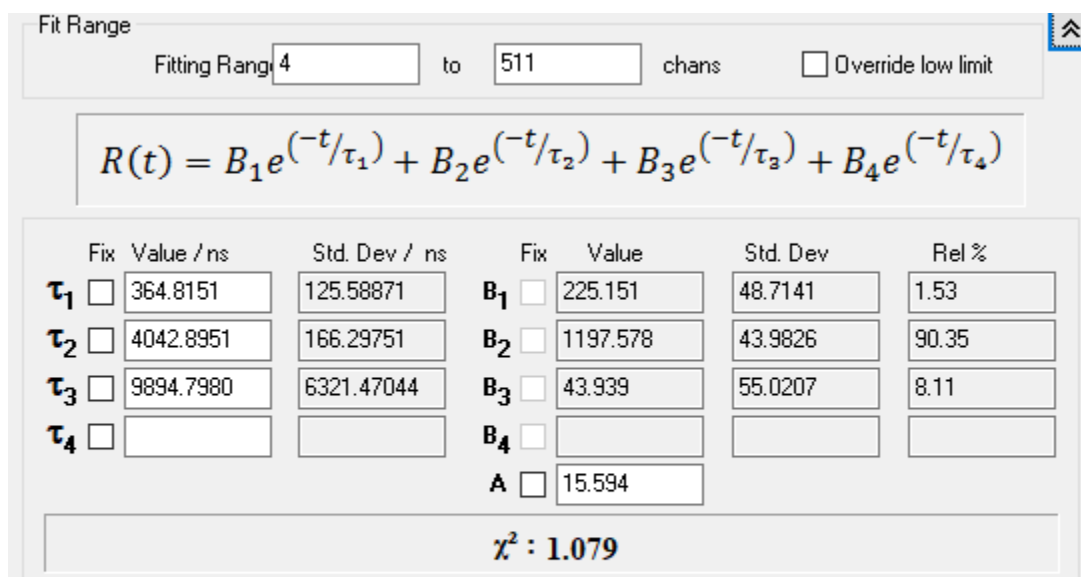 Fit Range
Fitting Rang 4 to 511 chans Override low limit
R(t) = B₁e^(−t/τ₁) + B₂e^(−t/τ₂) + B₃e^(−t/τ₃) + B₄e^(−t/τ₄)
Fix Value / ns Std. Dev / ns Fix Value Std. Dev Rel %
τ₁ 364.8151 125.58871 B₁ 225.151 48.7141 1.53
τ₂ 4042.8951 166.29751 B₂ 1197.578 43.9826 90.35
τ₃ 9894.7980 6321.47044 B₃ 43.939 55.0207 8.11
τ₄ B₄
A 15.594
χ² : 1.079